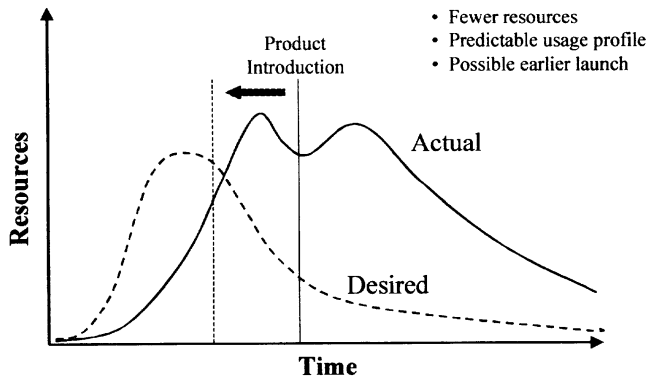 • Fewer resources
• Predictable usage profile
• Possible earlier launch
Product
Introduction
Actual
Desired
Resources
Time